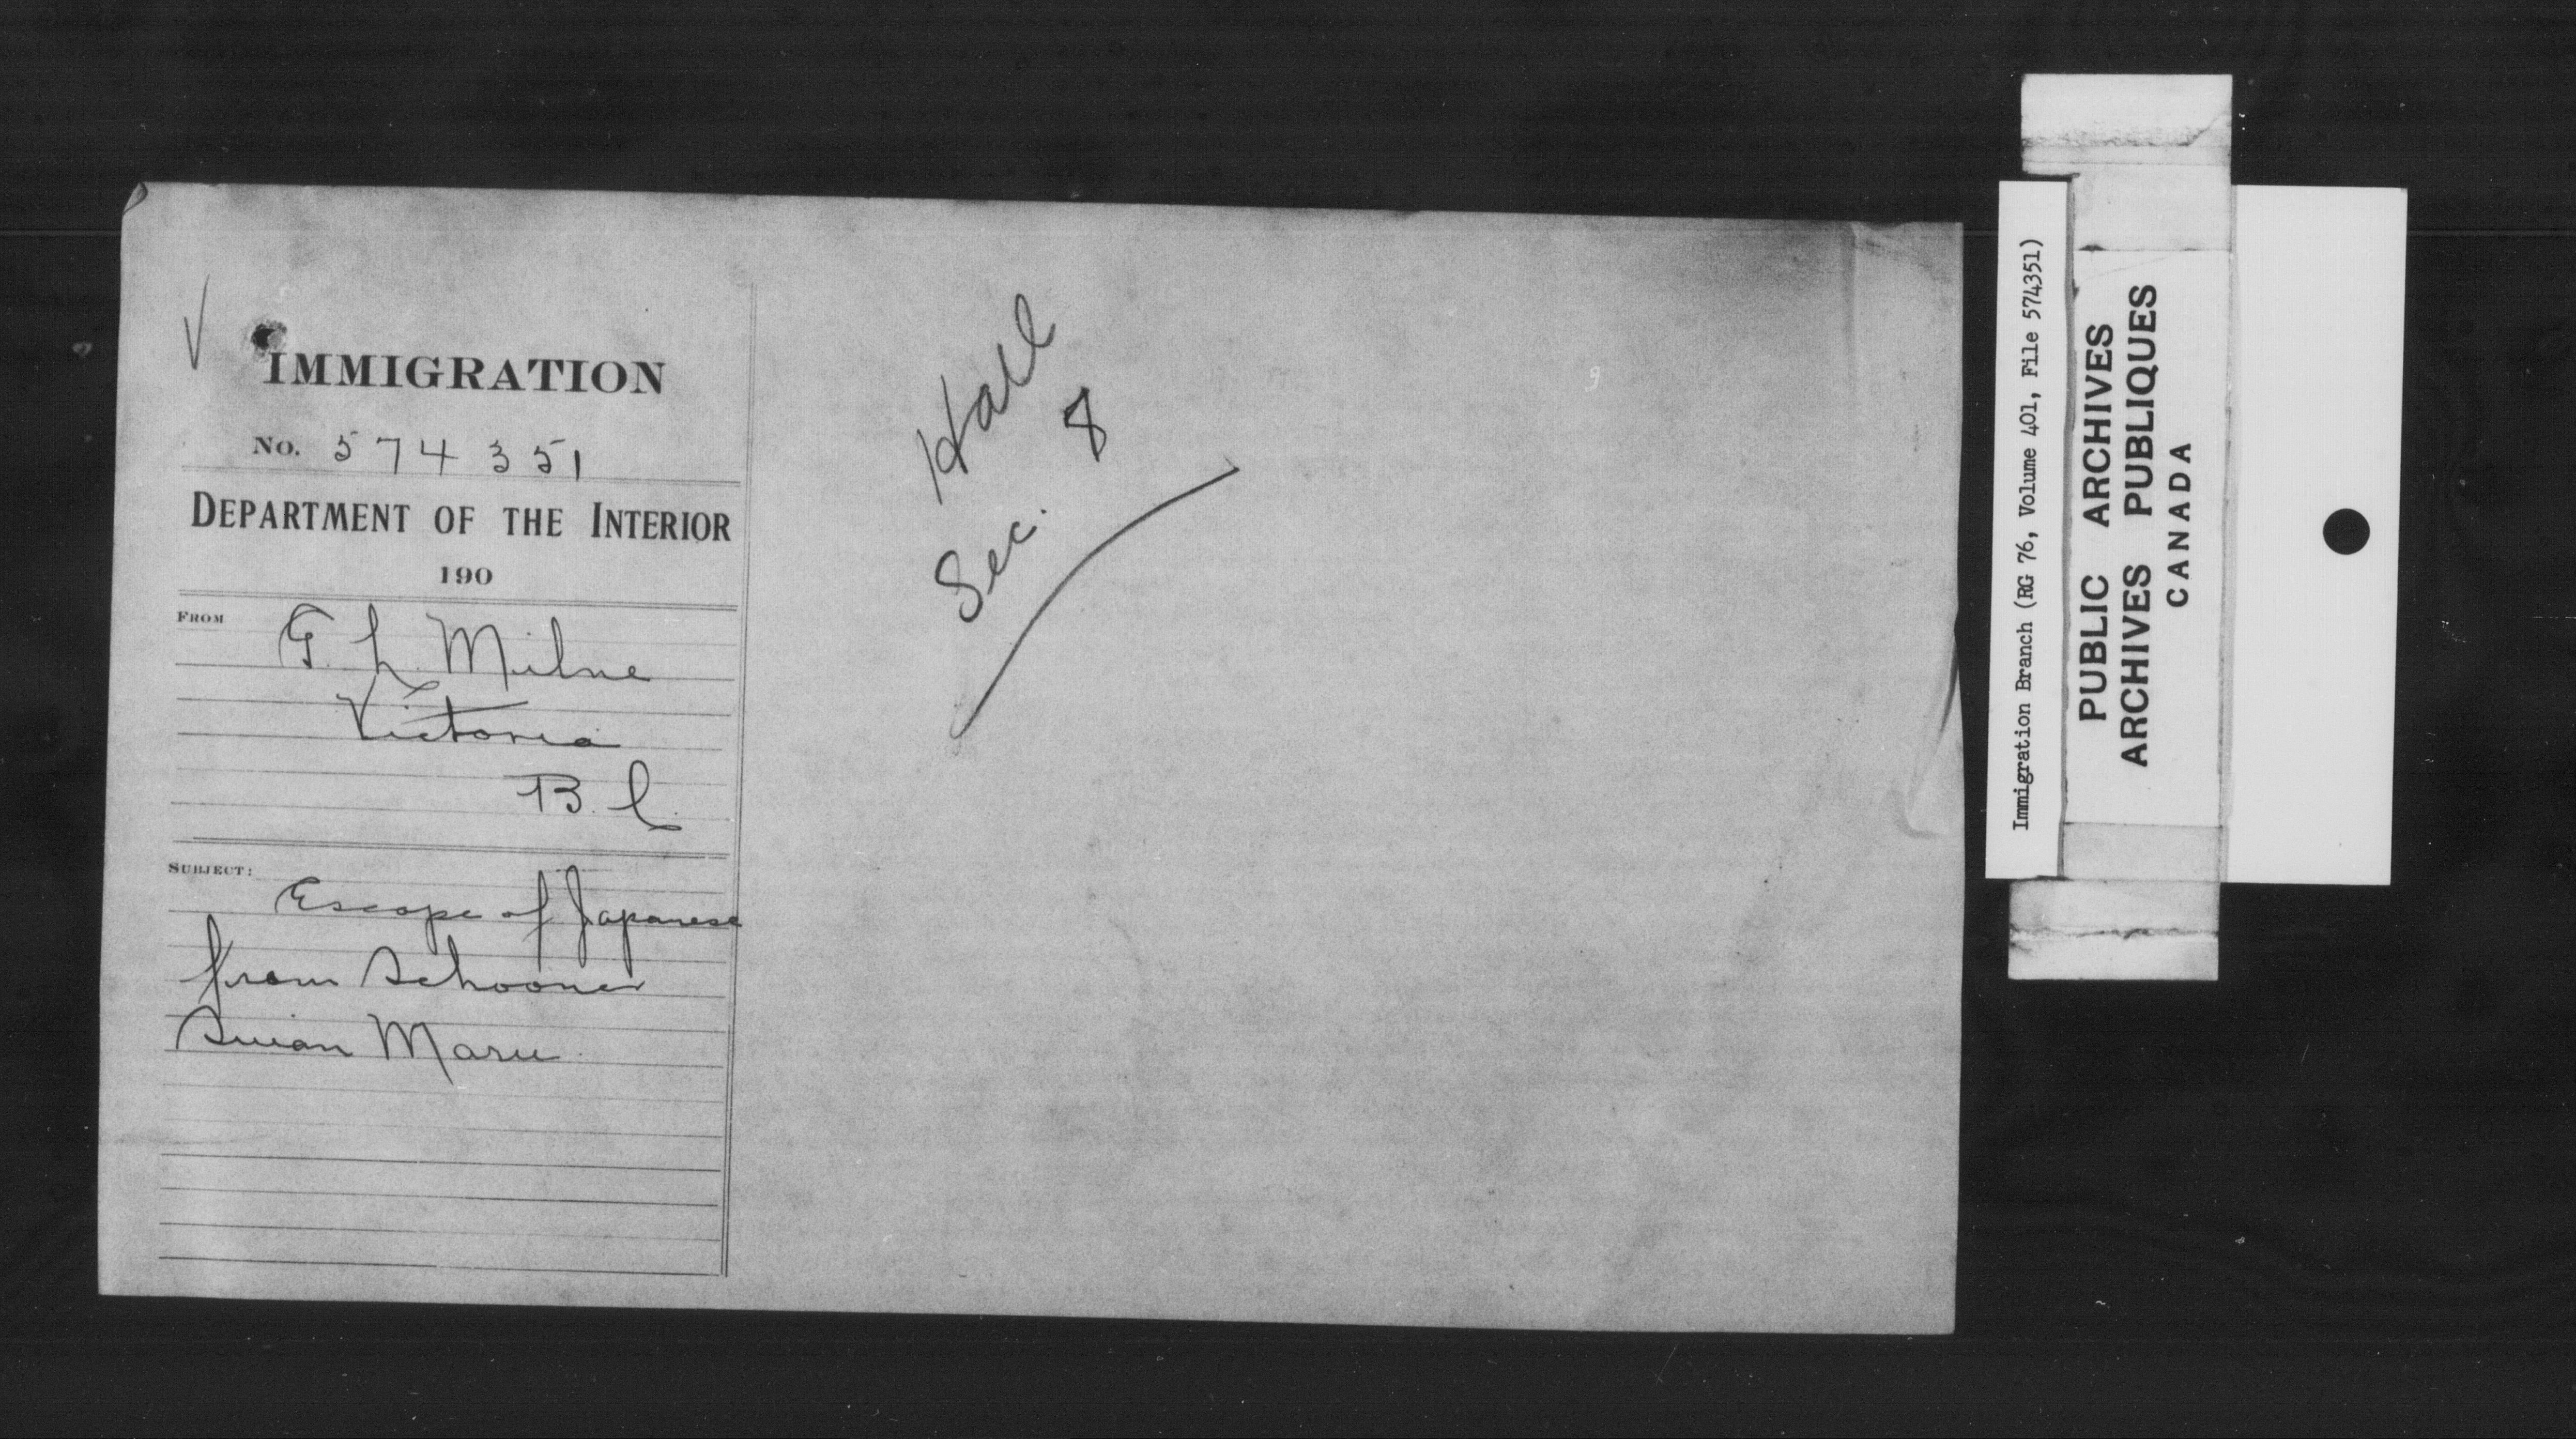 IMMIGRATION
No. 574351
DEPARTMENT OF THE INTERIOR
190
FROM G. L. Milne
Victoria
B. C.
SUBJECT:
Escape of Japanese
from Schooner
Suian Maru
Hall
Sec. 8
Immigration Branch (RG 76, Volume 401, File 574351)
PUBLIC ARCHIVES
ARCHIVES PUBLIQUES
CANADA